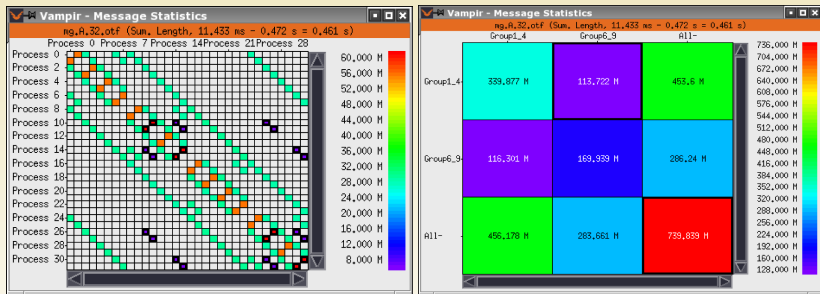 Vampir - Message Statistics
mg.A.32.otf (Sum, Length, 11.433 ms - 0.472 s = 0.461 s)
Process 0 Process 7 Process 14 Process 21 Process 28
Process 0
Process 2
Process 4
Process 6
Process 8
Process 10
Process 12
Process 14
Process 16
Process 18
Process 20
Process 22
Process 24
Process 26
Process 28
Process 30
60.000 M
56.000 M
52.000 M
48.000 M
44.000 M
40.000 M
36.000 M
32.000 M
28.000 M
24.000 M
20.000 M
16.000 M
12.000 M
8.000 M
Vampir - Message Statistics
mg.A.32.otf (Sum, Length, 11.433 ms - 0.472 s = 0.461 s)
Group1_4 Group6_9 All-
Group1_4 339.877 M 113.722 M 453.6 M
Group6_9 116.301 M 169.939 M 286.24 M
All- 456.178 M 283.661 M 739.839 M
736.000 M
704.000 M
672.000 M
640.000 M
608.000 M
576.000 M
544.000 M
512.000 M
480.000 M
448.000 M
416.000 M
384.000 M
352.000 M
320.000 M
288.000 M
256.000 M
224.000 M
192.000 M
160.000 M
128.000 M